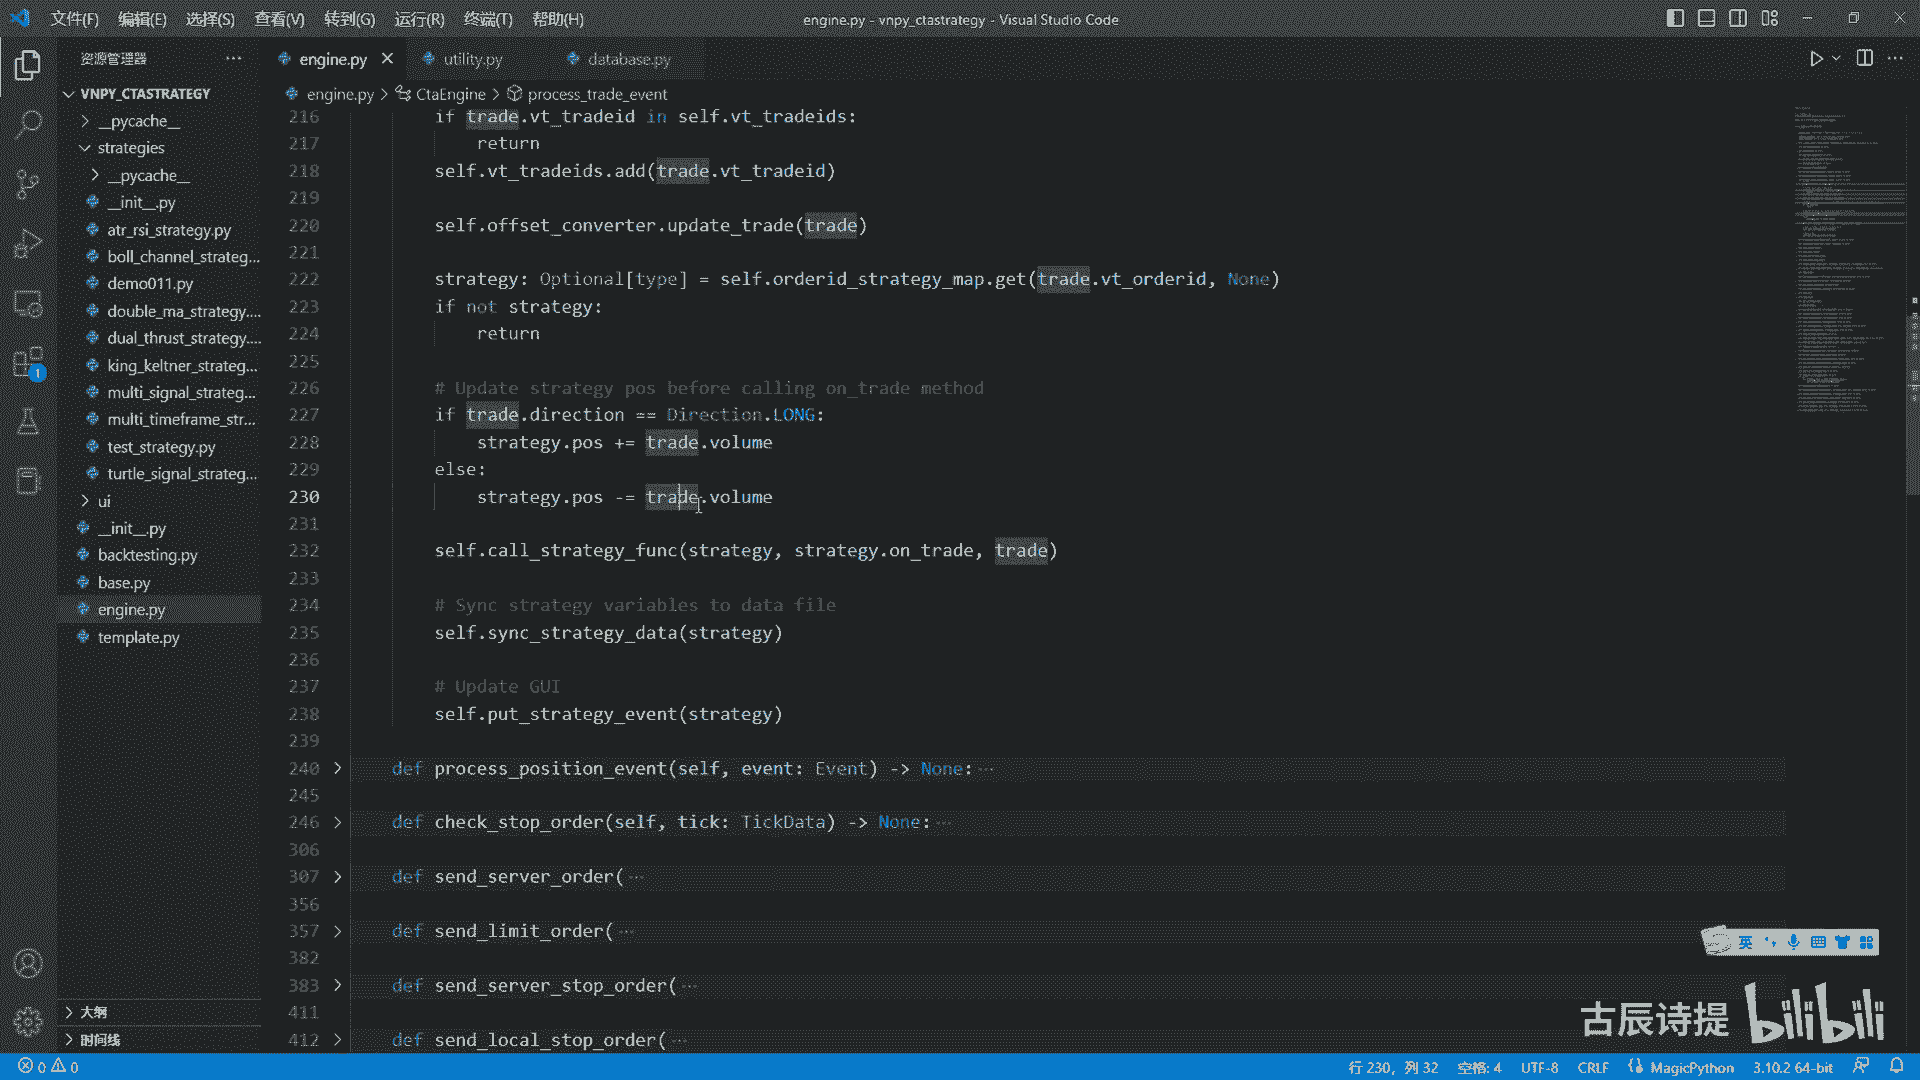 文件(F) 编辑(E) 选择(S) 查看(V) 转到(G) 运行(R) 终端(T) 帮助(H) engine.py - vnpy_ctastrategy - Visual Studio Code
资源管理器
VNPY_CTASTRATEGY
__pycache__
strategies
__pycache__
__init__.py
atr_rsi_strategy.py
boll_channel_strateg...
demo011.py
double_ma_strategy....
dual_thrust_strategy....
king_keltner_strateg...
multi_signal_strateg...
multi_timeframe_str...
test_strategy.py
turtle_signal_strateg...
ui
__init__.py
backtesting.py
base.py
engine.py
template.py
大纲
时间线
1
engine.py utility.py database.py
engine.py > CtaEngine > process_trade_event
216 if trade.vt_tradeid in self.vt_tradeids:
217 return
218 self.vt_tradeids.add(trade.vt_tradeid)
219
220 self.offset_converter.update_trade(trade)
221
222 strategy: Optional[type] = self.orderid_strategy_map.get(trade.vt_orderid, None)
223 if not strategy:
224 return
225
226 # Update strategy pos before calling on_trade method
227 if trade.direction == Direction.LONG:
228 strategy.pos += trade.volume
229 else:
230 strategy.pos -= trade.volume
231
232 self.call_strategy_func(strategy, strategy.on_trade, trade)
233
234 # Sync strategy variables to data file
235 self.sync_strategy_data(strategy)
236
237 # Update GUI
238 self.put_strategy_event(strategy)
239
240 def process_position_event(self, event: Event) -> None:···
245
246 def check_stop_order(self, tick: TickData) -> None:···
306
307 def send_server_order(···
356
357 def send_limit_order(···
382
383 def send_server_stop_order(···
411
412 def send_local_stop_order(···
英
古辰诗提 bilibili
0 0 行 230，列 32 空格: 4 UTF-8 CRLF MagicPython 3.10.2 64-bit